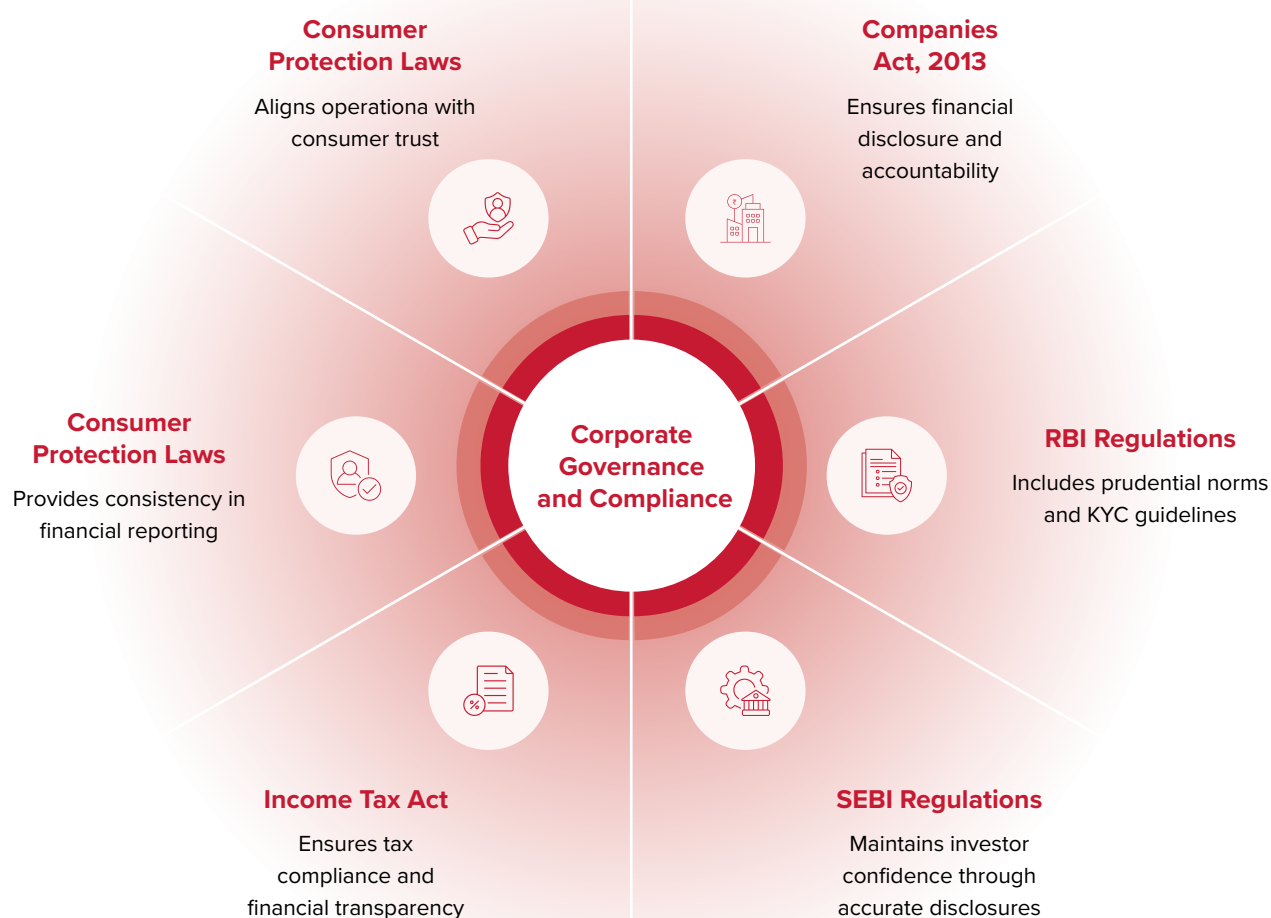 Consumer
Protection Laws
Aligns operationa with
consumer trust
Companies
Act, 2013
Ensures financial
disclosure and
accountability
Consumer
Protection Laws
Provides consistency in
financial reporting
Corporate
Governance
and Compliance
RBI Regulations
Includes prudential norms
and KYC guidelines
Income Tax Act
Ensures tax
compliance and
financial transparency
SEBI Regulations
Maintains investor
confidence through
accurate disclosures
₹
%